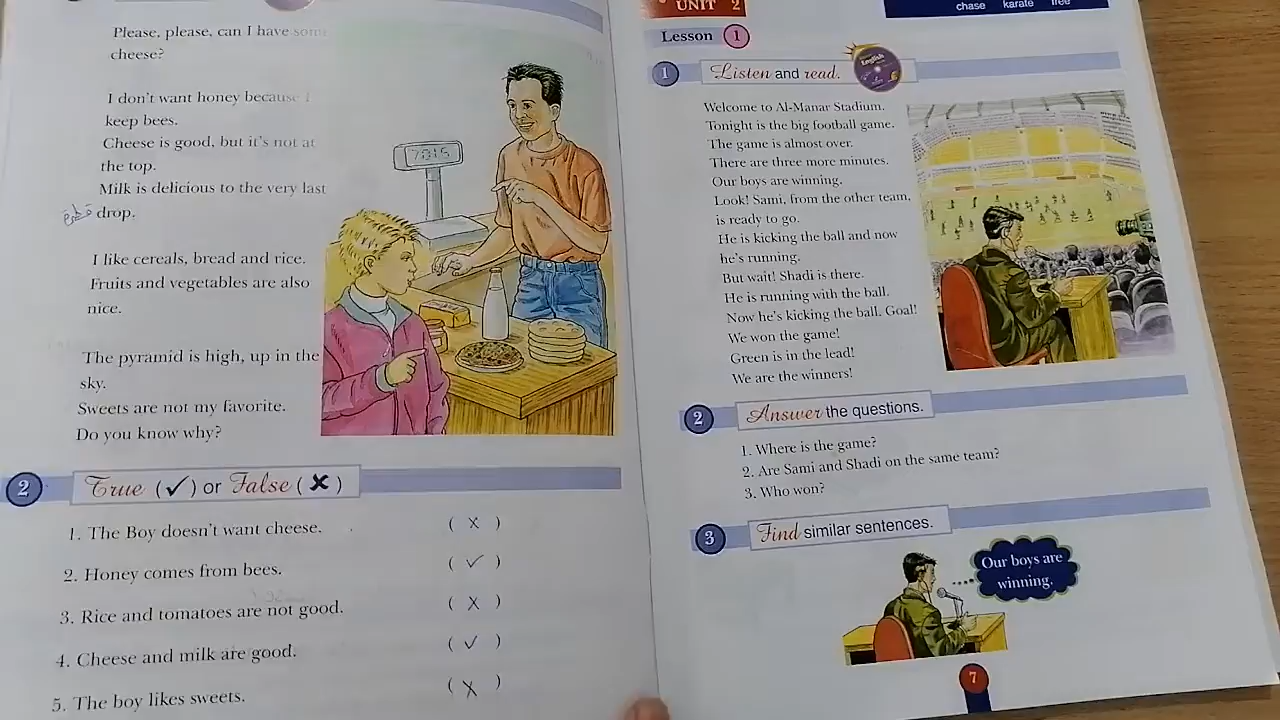 Please, please, can I have some
cheese?
I don't want honey because I
keep bees.
Cheese is good, but it's not at
the top.
Milk is delicious to the very last
drop.
I like cereals, bread and rice.
Fruits and vegetables are also
nice.
The pyramid is high, up in the
sky.
Sweets are not my favorite.
Do you know why?
7815
2 True (✓) or False (✗)
1. The Boy doesn't want cheese. (X)
2. Honey comes from bees. (✓)
3. Rice and tomatoes are not good. (X)
4. Cheese and milk are good. (✓)
5. The boy likes sweets. (X)
UNIT 2
chase karate free
Lesson 1
1 Listen and read.
English
Welcome to Al-Manar Stadium.
Tonight is the big football game.
The game is almost over.
There are three more minutes.
Our boys are winning.
Look! Sami, from the other team,
is ready to go.
He is kicking the ball and now
he's running.
But wait! Shadi is there.
He is running with the ball.
Now he's kicking the ball. Goal!
We won the game!
Green is in the lead!
We are the winners!
2 Answer the questions.
1. Where is the game?
2. Are Sami and Shadi on the same team?
3. Who won?
3 Find similar sentences.
Our boys are
winning.
7